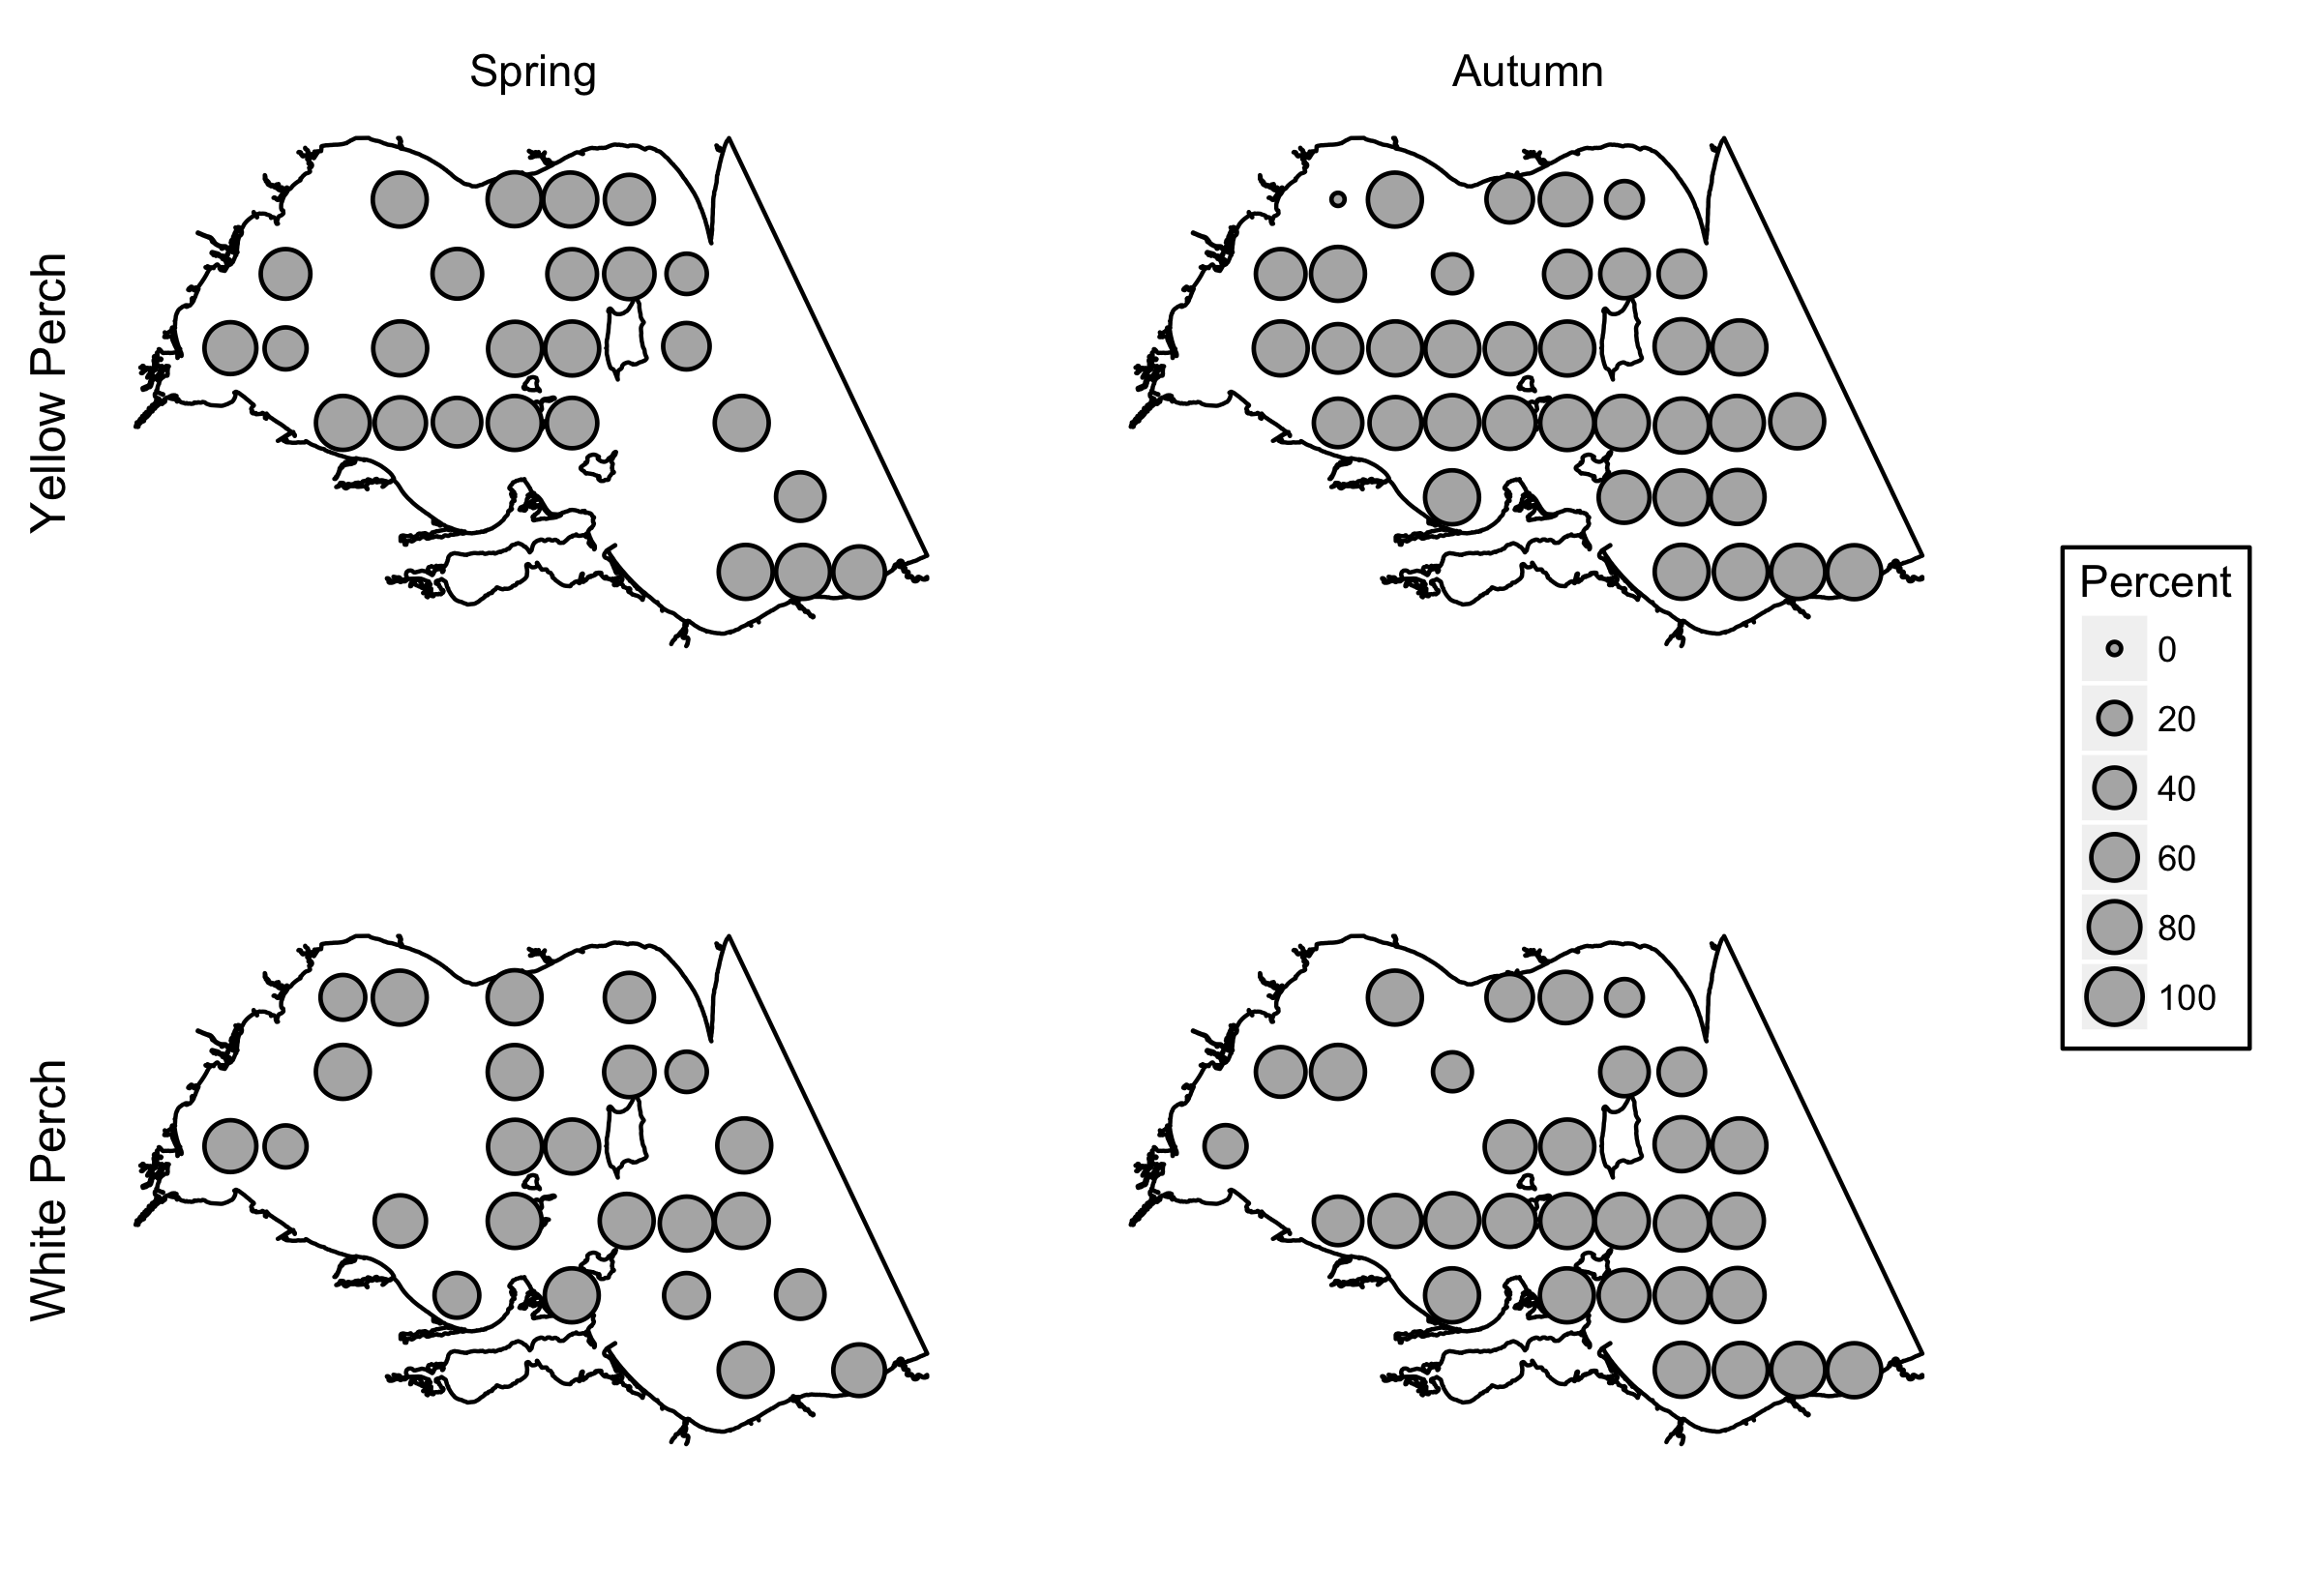 Spring
Autumn
Yellow Perch
White Perch
Percent
0
20
40
60
80
100